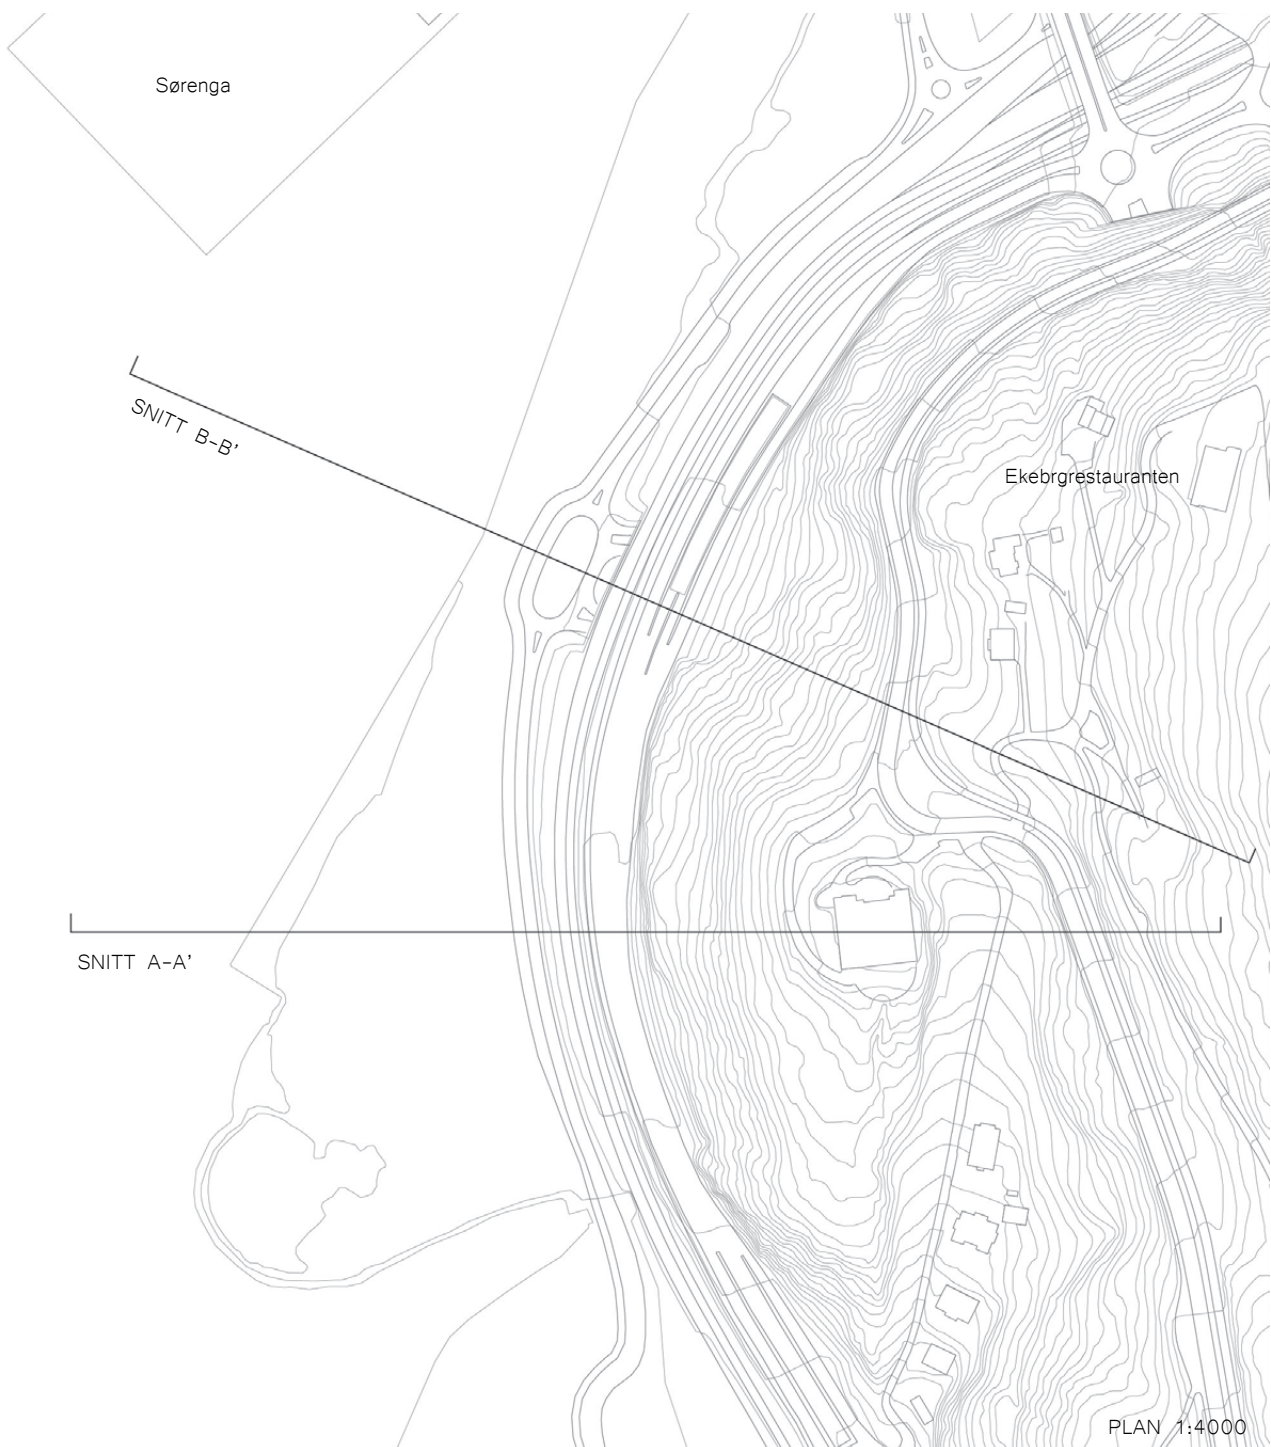 Sørenga
SNITT B-B'
Ekebrgrestauranten
SNITT A-A'
PLAN 1:4000